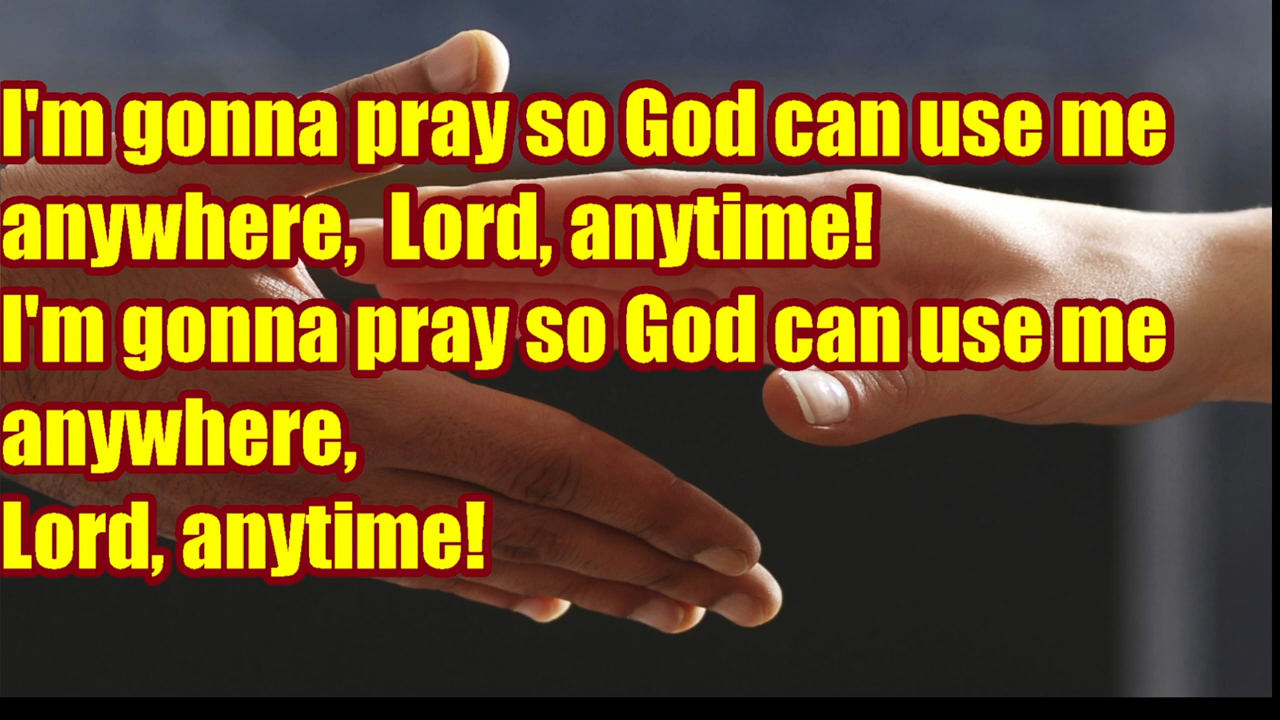 I'm gonna pray so God can use me
anywhere,  Lord, anytime!
I'm gonna pray so God can use me
anywhere,
Lord, anytime!